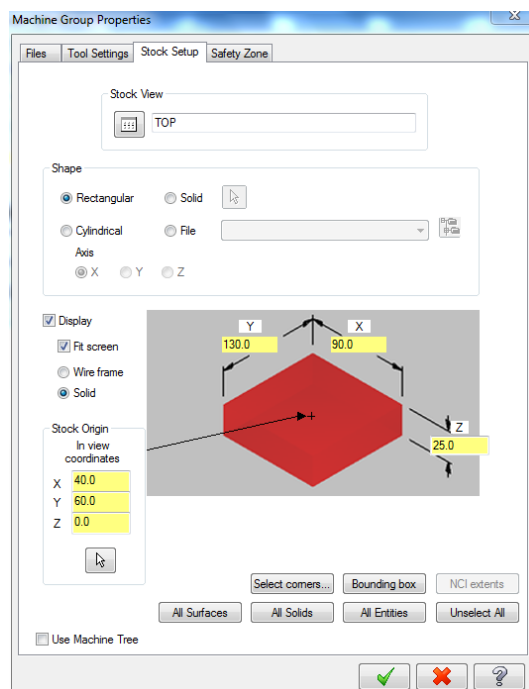 Machine Group Properties
Files Tool Settings Stock Setup Safety Zone
Stock View
TOP
Shape
Rectangular Solid
Cylindrical File
Axis
X Y Z
Display
Fit screen
Wire frame
Solid
Y X
130.0 90.0
Z
25.0
Stock Origin
In view
coordinates
X 40.0
Y 60.0
Z 0.0
Select corners... Bounding box NCI extents
All Surfaces All Solids All Entities Unselect All
Use Machine Tree